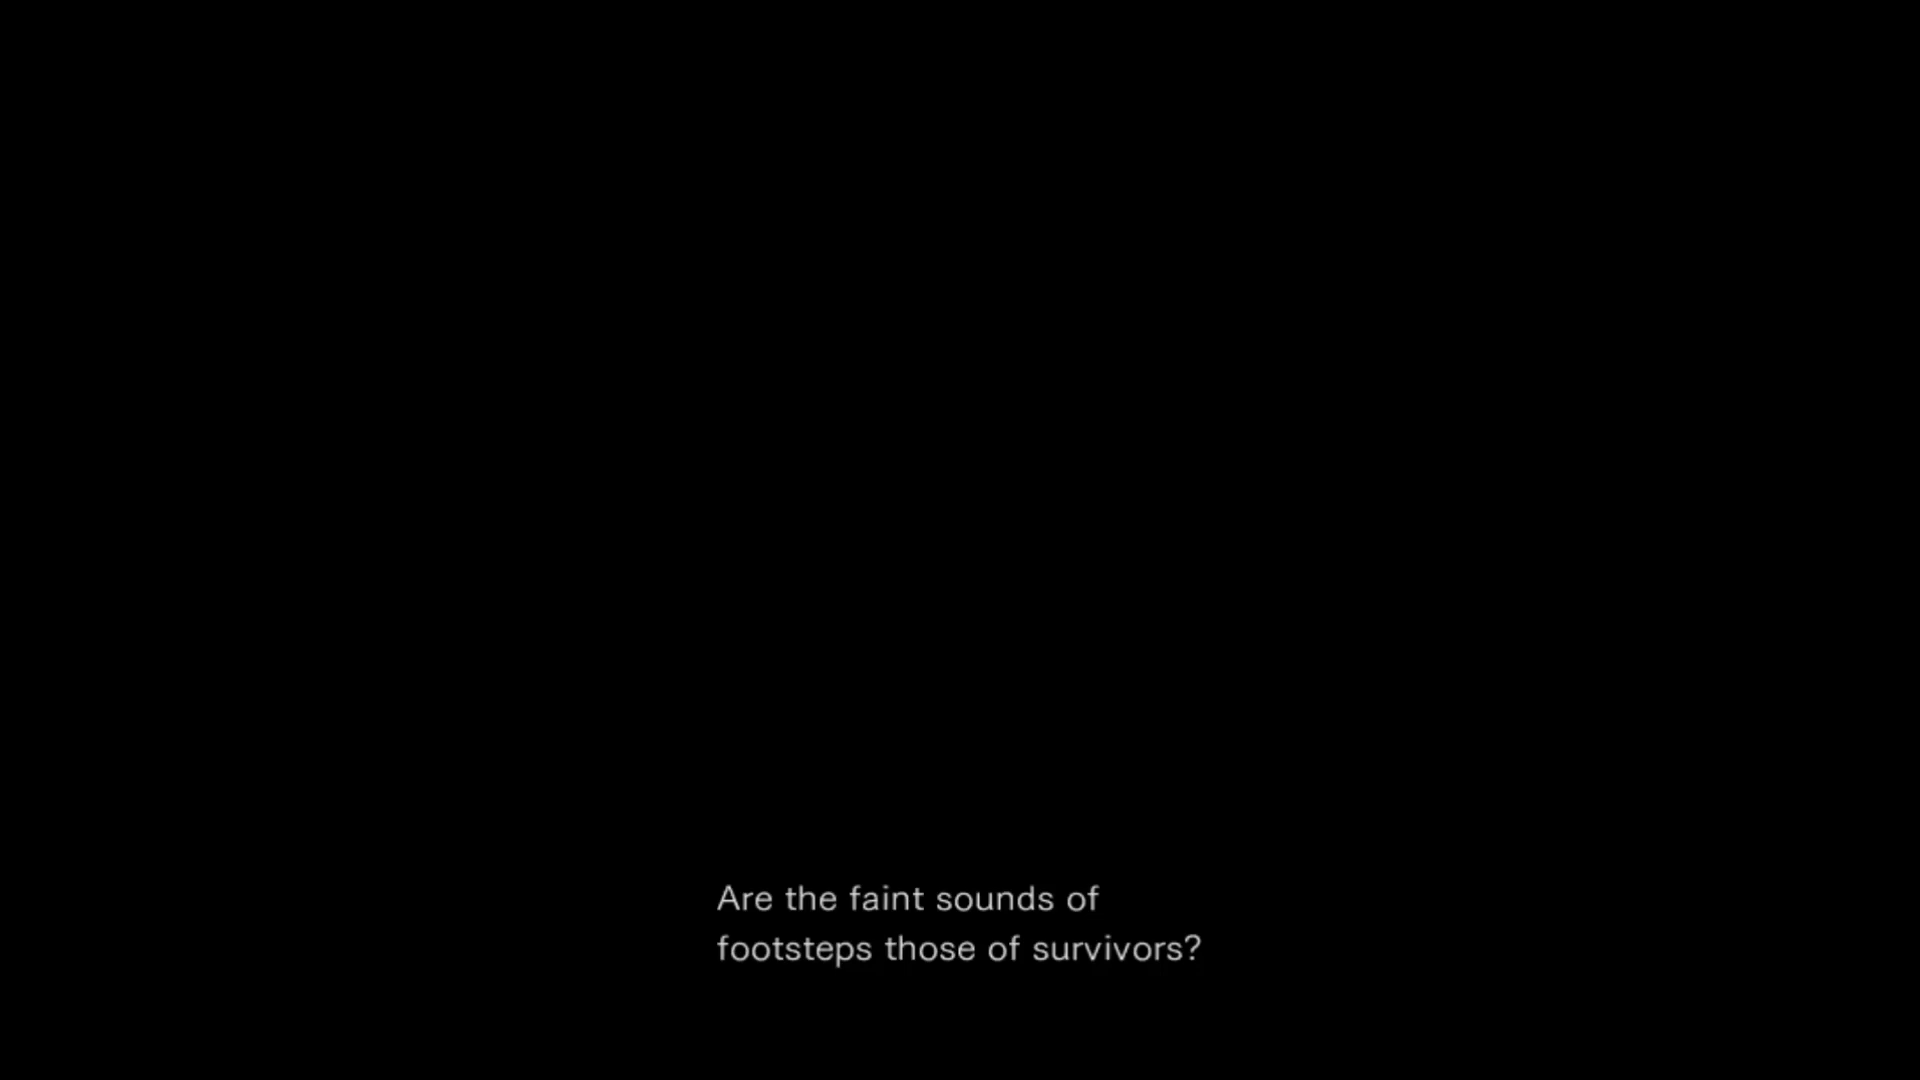 Are the faint sounds of
footsteps those of survivors?